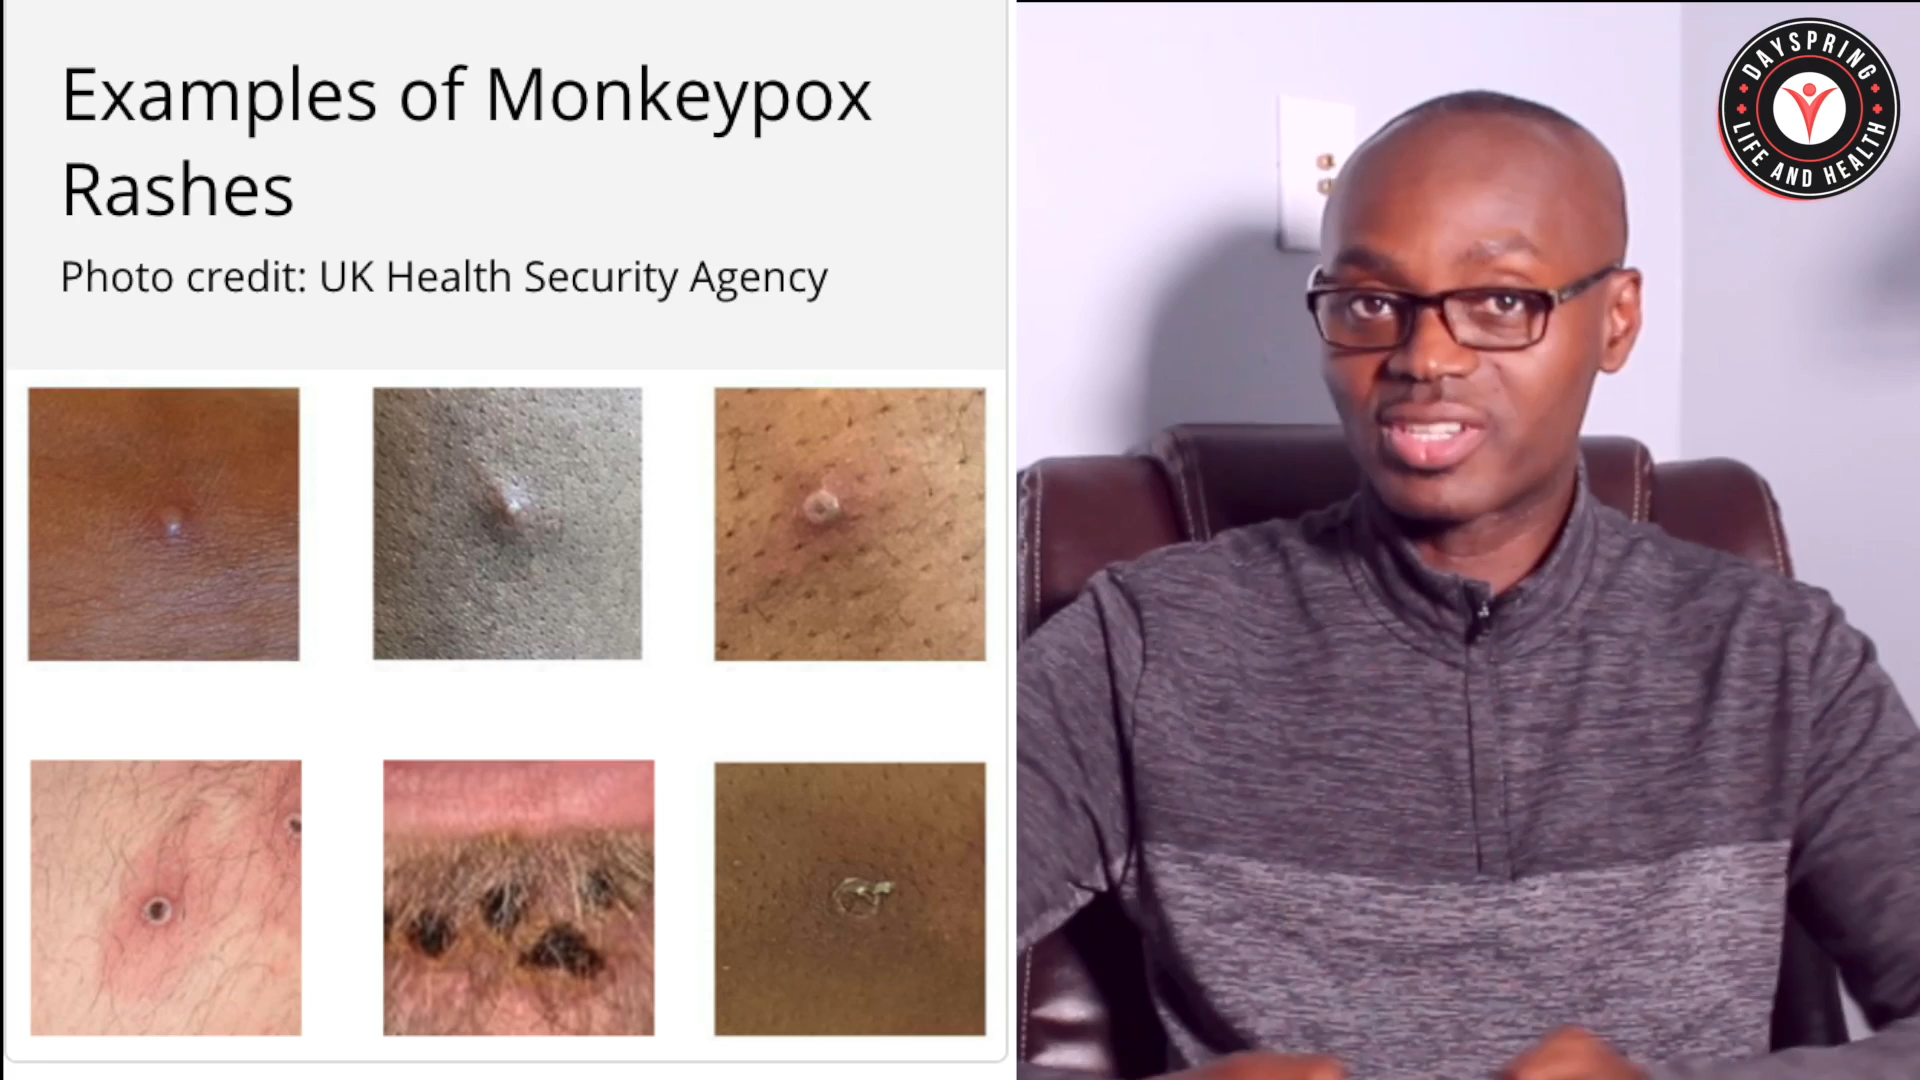 Examples of Monkeypox
Rashes
Photo credit: UK Health Security Agency
DAYSPRING
LIFE AND HEALTH